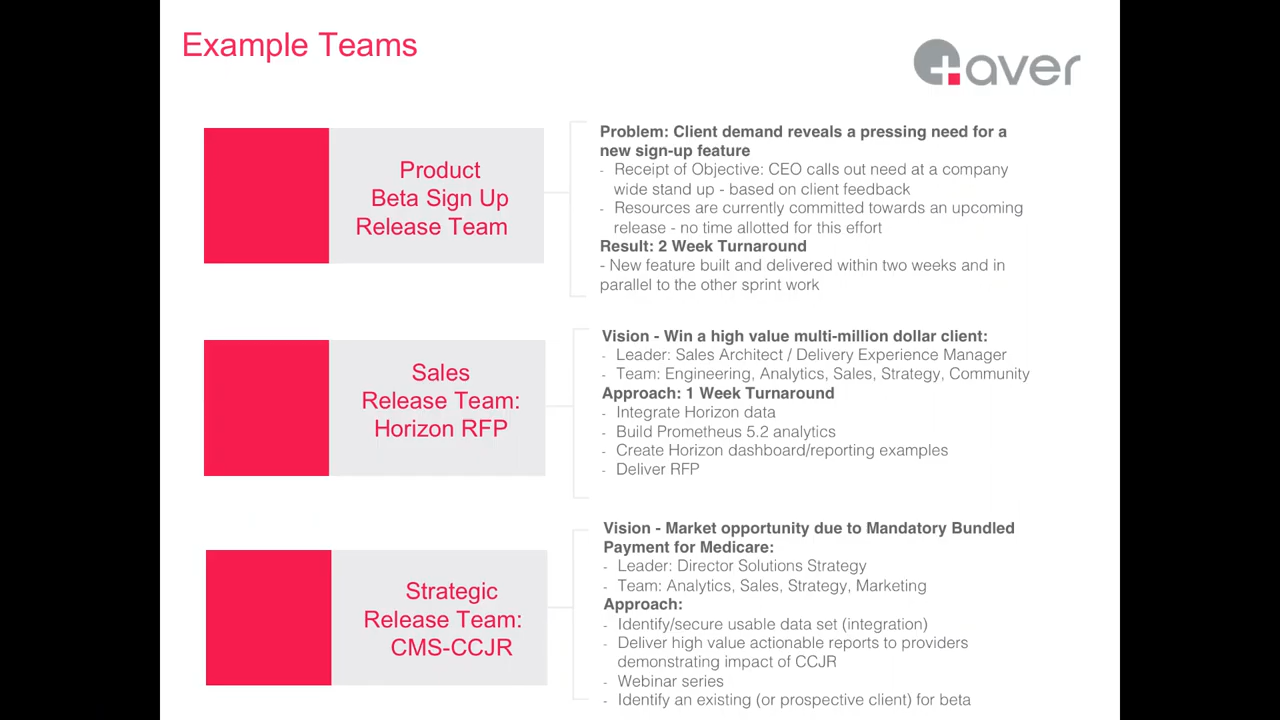 Example Teams
aver
Product
Beta Sign Up
Release Team
Problem: Client demand reveals a pressing need for a
new sign-up feature
- Receipt of Objective: CEO calls out need at a company
wide stand up - based on client feedback
- Resources are currently committed towards an upcoming
release - no time allotted for this effort
Result: 2 Week Turnaround
- New feature built and delivered within two weeks and in
parallel to the other sprint work
Sales
Release Team:
Horizon RFP
Vision - Win a high value multi-million dollar client:
- Leader: Sales Architect / Delivery Experience Manager
- Team: Engineering, Analytics, Sales, Strategy, Community
Approach: 1 Week Turnaround
- Integrate Horizon data
- Build Prometheus 5.2 analytics
- Create Horizon dashboard/reporting examples
- Deliver RFP
Strategic
Release Team:
CMS-CCJR
Vision - Market opportunity due to Mandatory Bundled
Payment for Medicare:
- Leader: Director Solutions Strategy
- Team: Analytics, Sales, Strategy, Marketing
Approach:
- Identify/secure usable data set (integration)
- Deliver high value actionable reports to providers
demonstrating impact of CCJR
- Webinar series
- Identify an existing (or prospective client) for beta